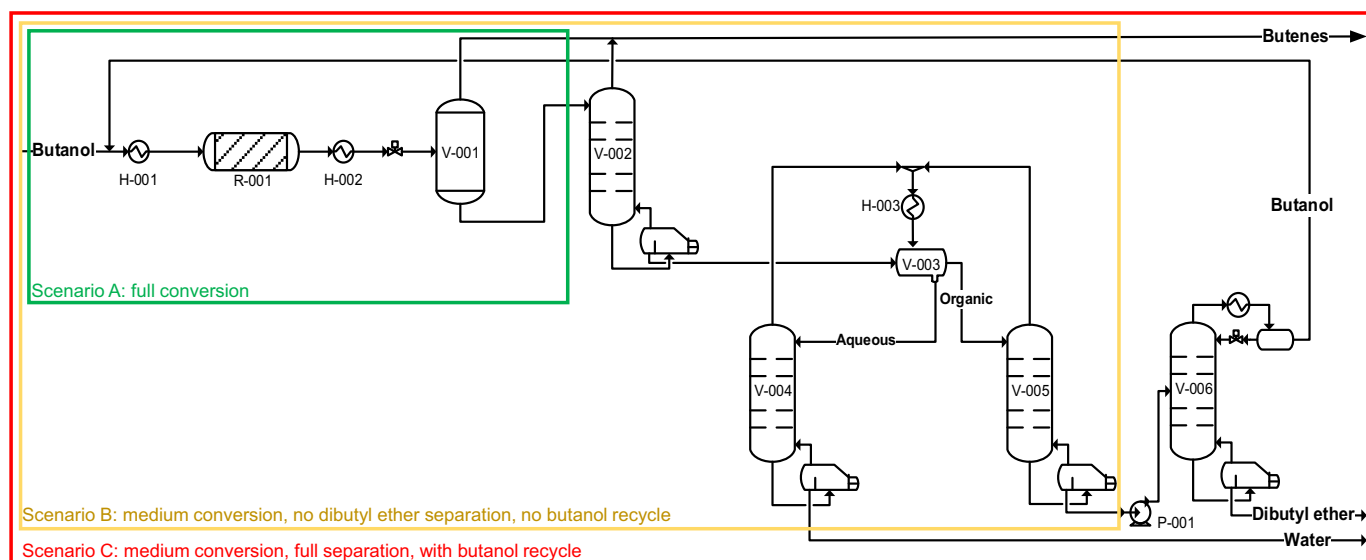 Butenes
Butanol
H-001
R-001
H-002
V-001
V-002
H-003
V-003
Butanol
Organic
Aqueous
V-004
V-005
V-006
Scenario A: full conversion
P-001
Dibutyl ether
Water
Scenario B: medium conversion, no dibutyl ether separation, no butanol recycle
Scenario C: medium conversion, full separation, with butanol recycle